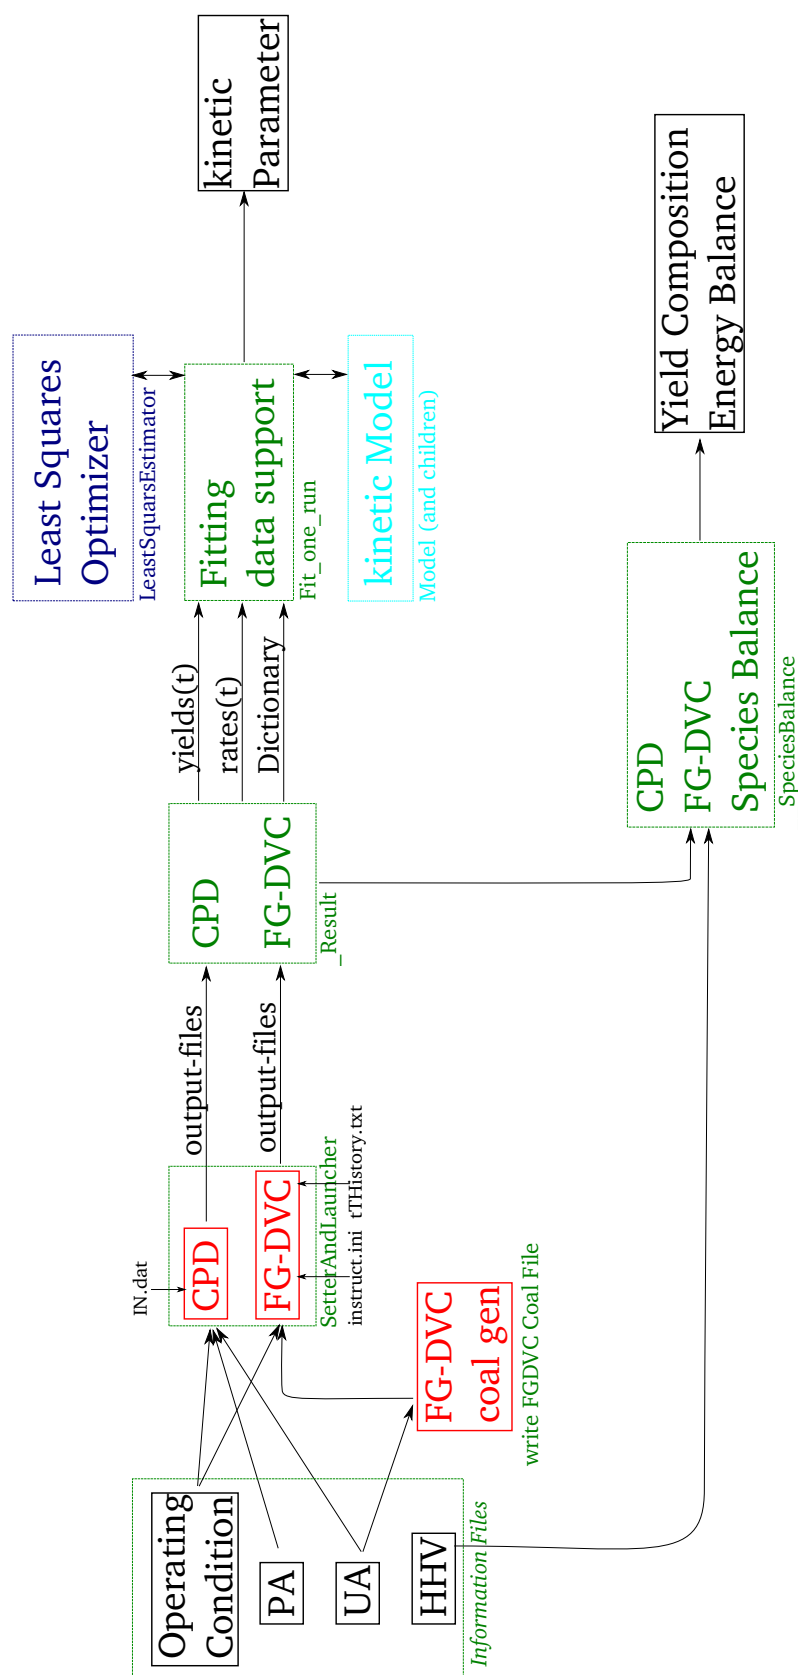 Operating
Condition
PA
UA
HHV
Information Files
FG-DVC
coal gen
write FGDVC Coal File
IN.dat
CPD
FG-DVC
SetterAndLauncher
instruct.ini
tTHistory.txt
output-files
output-files
CPD
FG-DVC
_Result
yields(t)
rates(t)
Dictionary
Least Squares
Optimizer
LeastSquarsEstimator
Fitting
data support
Fit_one_run
kinetic Model
Model (and children)
kinetic
Parameter
CPD
FG-DVC
Species Balance
SpeciesBalance
Yield Composition
Energy Balance